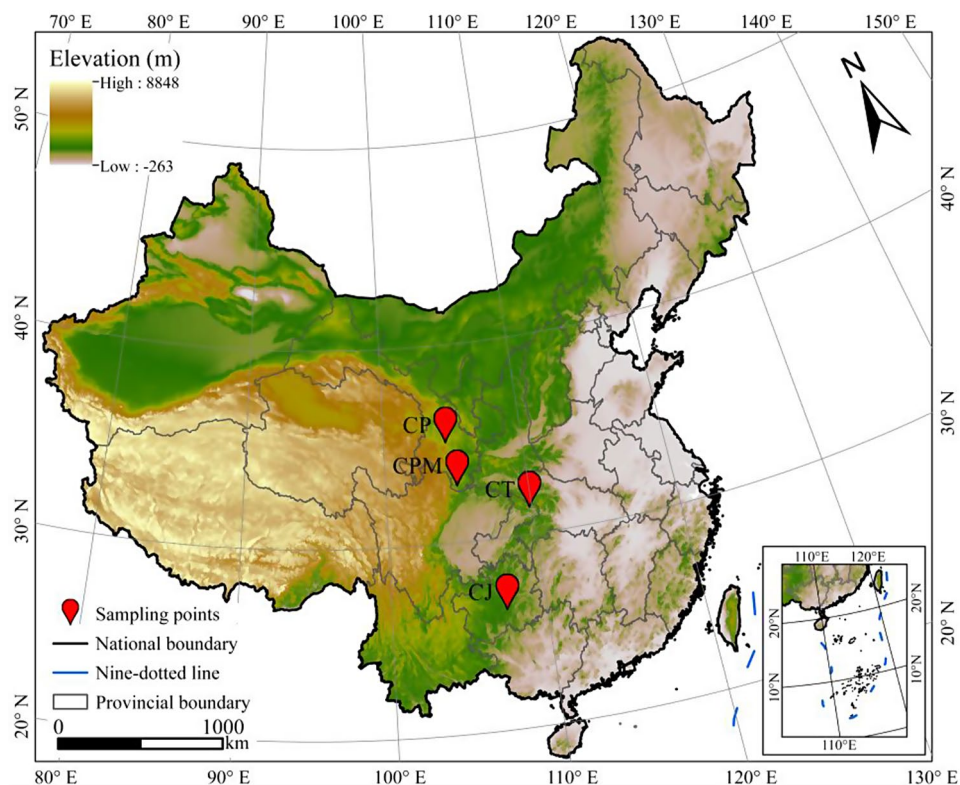 70° E 80° E 90° E 100° E 110° E 120° E 130° E 140° E 150° E
Elevation (m)
High : 8848
Low : -263
N
50° N
40° N
40° N
30° N
CP
CPM
CT
30° N
CJ
110°E 120°E
20°N
20°N
10°N
10°N
110°E
20° N
Sampling points
National boundary
Nine-dotted line
Provincial boundary
20° N
0 1000
km
80° E 90° E 100° E 110° E 120° E 130° E